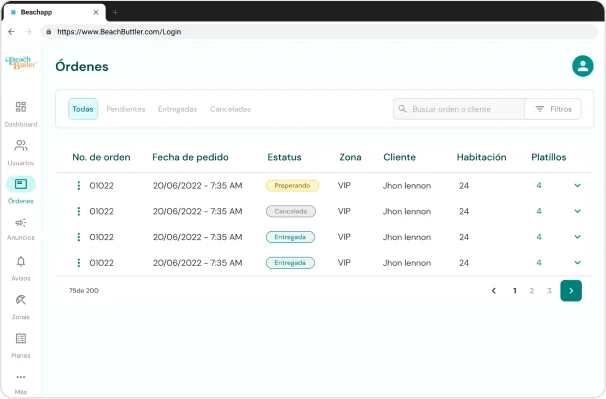 Beachapp
https://www.BeachButtler.com/Login
Beach Butler
Órdenes
Todas Pendientes Entregadas Canceladas Buscar orden o cliente Filtros
Dashboard
Usuarios
Órdenes
Anuncios
Avisos
Zonas
Planos
Más
No. de orden Fecha de pedido Estatus Zona Cliente Habitación Platillos
01022 20/06/2022 - 7:35 AM Preperando VIP Jhon lennon 24 4
01022 20/06/2022 - 7:35 AM Cancelada VIP Jhon lennon 24 4
01022 20/06/2022 - 7:35 AM Entregada VIP Jhon lennon 24 4
01022 20/06/2022 - 7:35 AM Entregada VIP Jhon lennon 24 4
75de 200 1 2 3